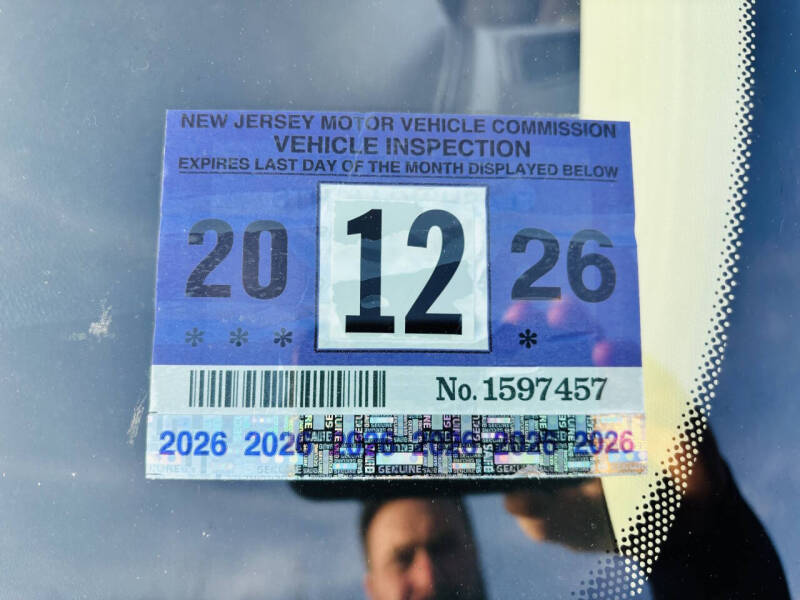 NEW JERSEY MOTOR VEHICLE COMMISSION
VEHICLE INSPECTION
EXPIRES LAST DAY OF THE MONTH DISPLAYED BELOW
20 12 26
* * * *
No. 1597457
2026 2026 2026 2026 2026 2026
GENUINE